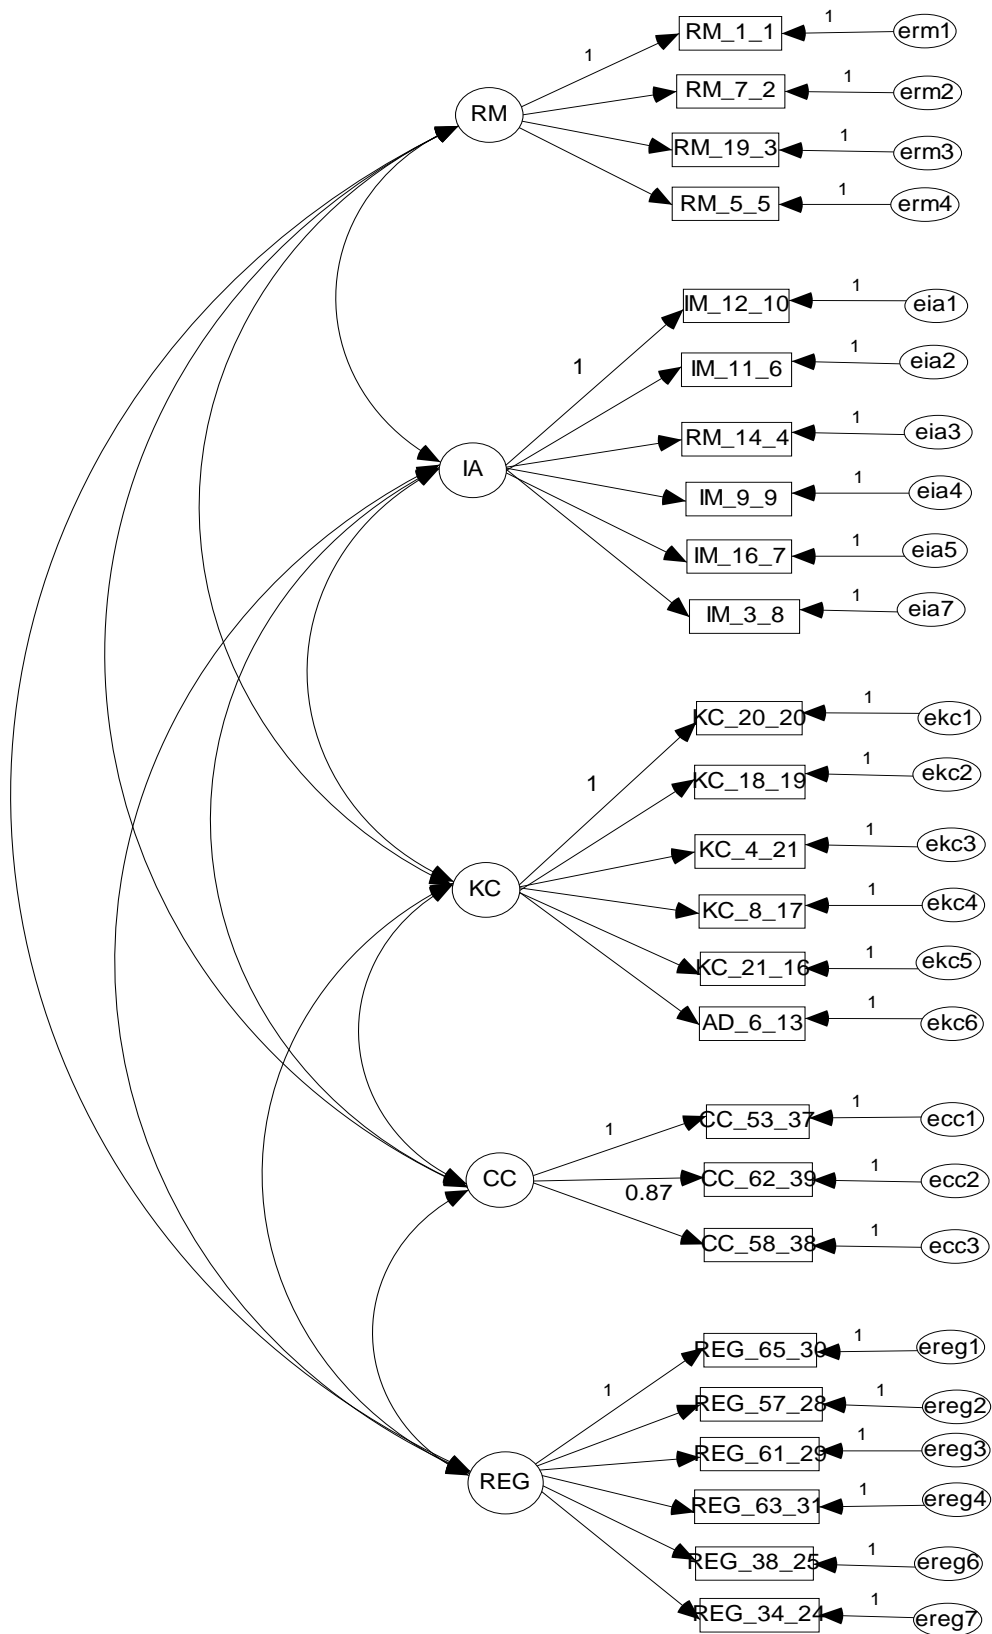 RM_1_1 1 erm1
1
RM_7_2 1 erm2
RM
RM_19_3 1 erm3
RM_5_5 1 erm4
IM_12_10 1 eia1
1 IM_11_6 1 eia2
RM_14_4 1 eia3
IA
IM_9_9 1 eia4
IM_16_7 1 eia5
IM_3_8 1 eia7
KC_20_20 1 ekc1
1 KC_18_19 1 ekc2
KC_4_21 1 ekc3
KC
KC_8_17 1 ekc4
KC_21_16 1 ekc5
AD_6_13 1 ekc6
1 CC_53_37 1 ecc1
CC CC_62_39 1 ecc2
0.87
CC_58_38 1 ecc3
REG_65_30 1 ereg1
1 REG_57_28 1 ereg2
REG_61_29 1 ereg3
REG
REG_63_31 1 ereg4
REG_38_25 1 ereg6
REG_34_24 1 ereg7